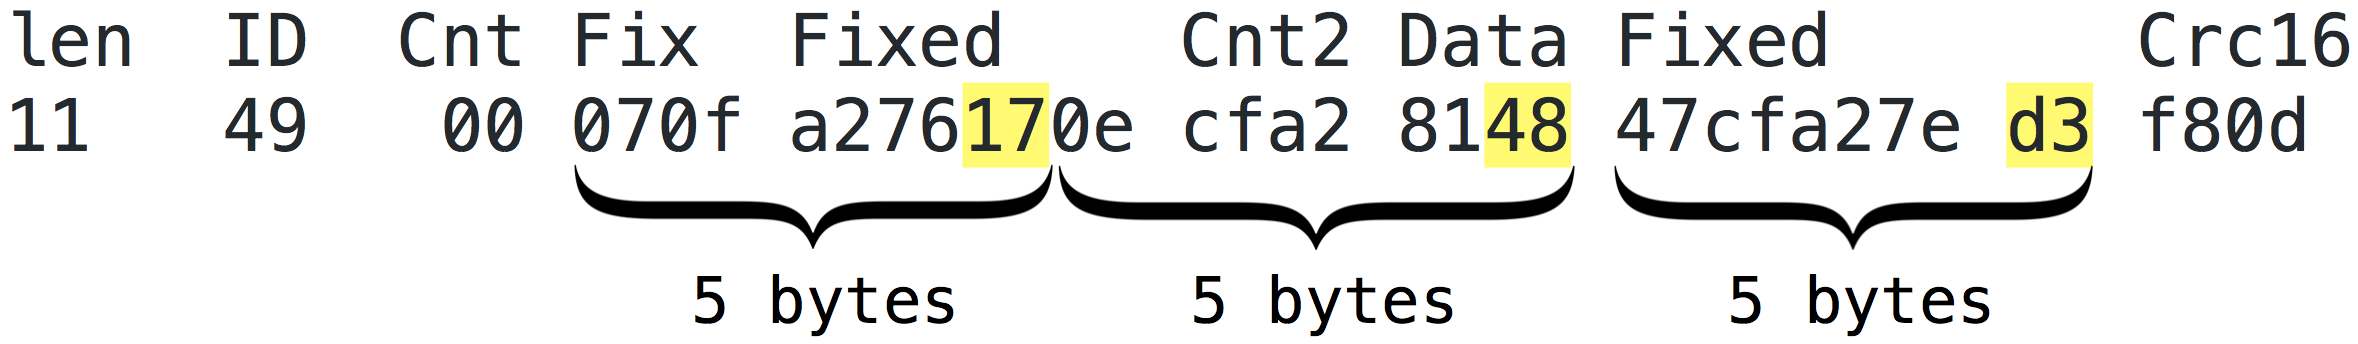 len ID Cnt Fix Fixed Cnt2 Data Fixed Crc16
11 49 00 070f a276170e cfa2 8148 47cfa27e d3 f80d
5 bytes 5 bytes 5 bytes